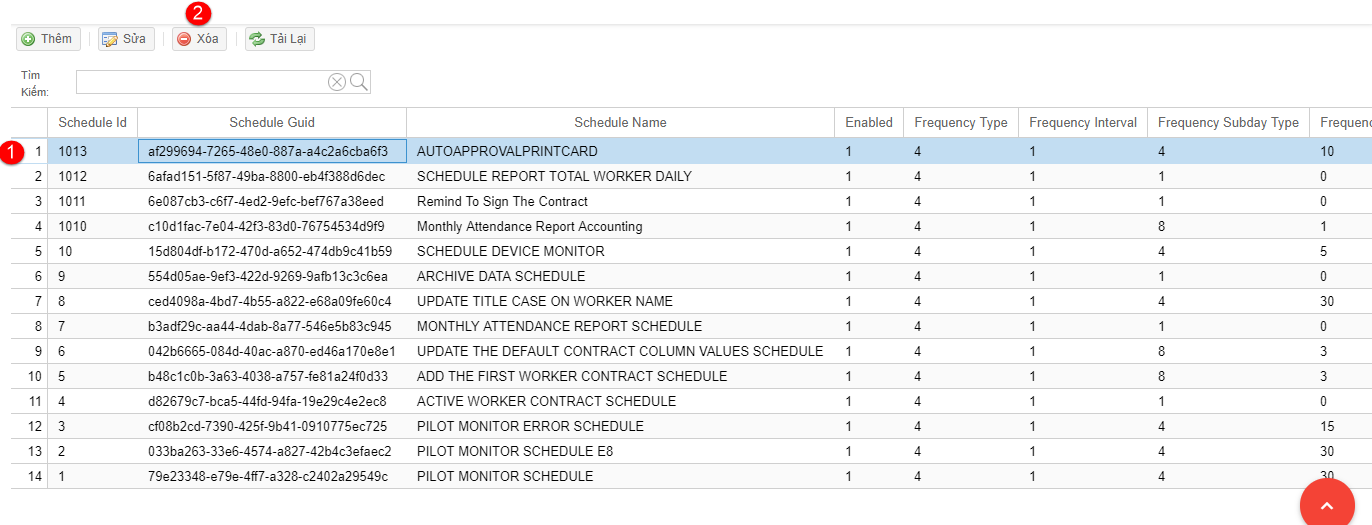 2
Thêm Sửa Xóa Tải Lại
Tìm
Kiếm:
Schedule Id Schedule Guid Schedule Name Enabled Frequency Type Frequency Interval Frequency Subday Type Frequenc
1 1 1013 af299694-7265-48e0-887a-a4c2a6cba6f3 AUTOAPPROVALPRINTCARD 1 4 1 4 10
2 1012 6afad151-5f87-49ba-8800-eb4f388d6dec SCHEDULE REPORT TOTAL WORKER DAILY 1 4 1 1 0
3 1011 6e087cb3-c6f7-4ed2-9efc-bef767a38eed Remind To Sign The Contract 1 4 1 1 0
4 1010 c10d1fac-7e04-42f3-83d0-76754534d9f9 Monthly Attendance Report Accounting 1 4 1 8 1
5 10 15d804df-b172-470d-a652-474db9c41b59 SCHEDULE DEVICE MONITOR 1 4 1 4 5
6 9 554d05ae-9ef3-422d-9269-9afb13c3c6ea ARCHIVE DATA SCHEDULE 1 4 1 1 0
7 8 ced4098a-4bd7-4b55-a822-e68a09fe60c4 UPDATE TITLE CASE ON WORKER NAME 1 4 1 4 30
8 7 b3adf29c-aa44-4dab-8a77-546e5b83c945 MONTHLY ATTENDANCE REPORT SCHEDULE 1 4 1 1 0
9 6 042b6665-084d-40ac-a870-ed46a170e8e1 UPDATE THE DEFAULT CONTRACT COLUMN VALUES SCHEDULE 1 4 1 8 3
10 5 b48c1c0b-3a63-4038-a757-fe81a24f0d33 ADD THE FIRST WORKER CONTRACT SCHEDULE 1 4 1 8 3
11 4 d82679c7-bca5-44fd-94fa-19e29c4e2ec8 ACTIVE WORKER CONTRACT SCHEDULE 1 4 1 1 0
12 3 cf08b2cd-7390-425f-9b41-0910775ec725 PILOT MONITOR ERROR SCHEDULE 1 4 1 4 15
13 2 033ba263-33e6-4574-a827-42b4c3efaec2 PILOT MONITOR SCHEDULE E8 1 4 1 4 30
14 1 79e23348-e79e-4ff7-a328-c2402a29549c PILOT MONITOR SCHEDULE 1 4 1 4 30